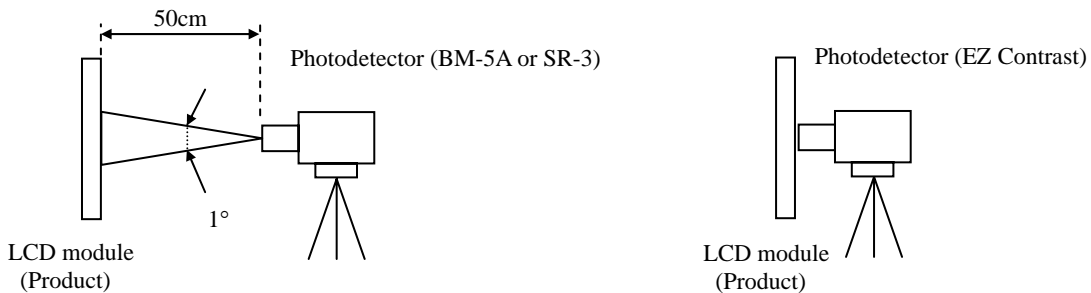 50cm
Photodetector (BM-5A or SR-3)
1°
LCD module
(Product)
Photodetector (EZ Contrast)
LCD module
(Product)